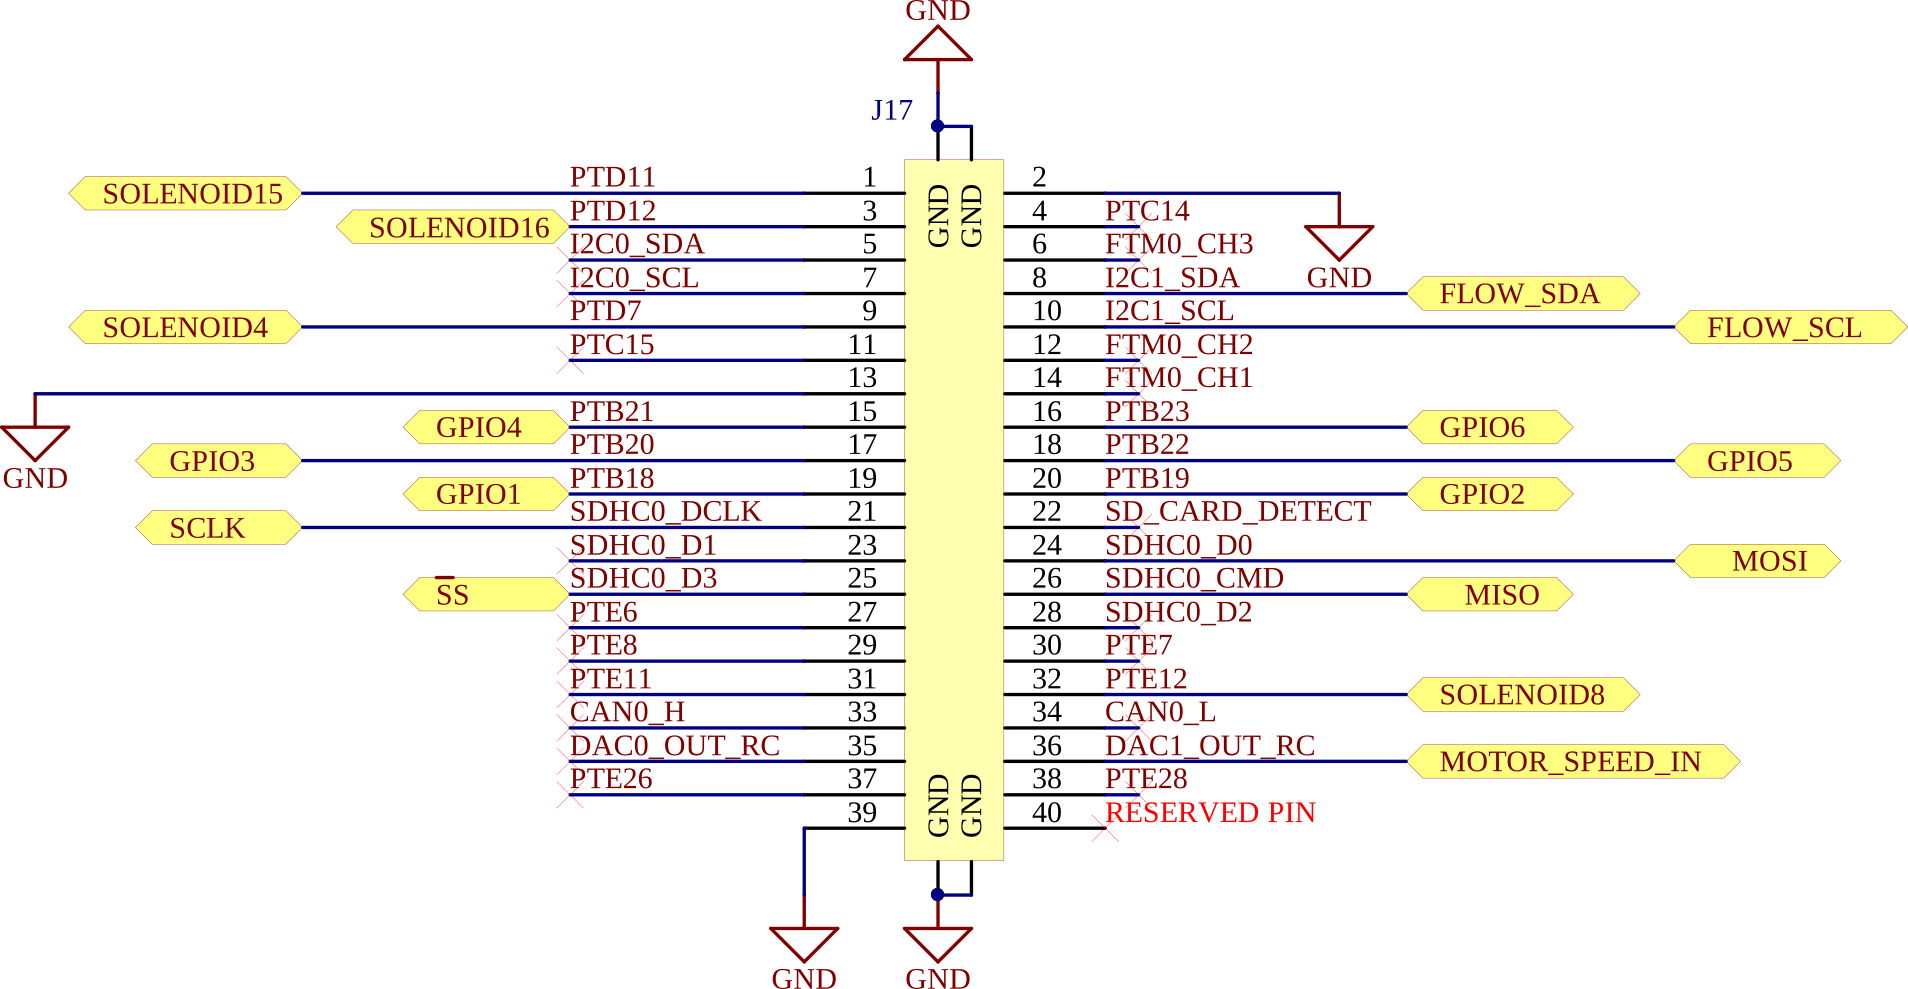 GND
J17
PTD11 1 2
SOLENOID15 GND GND
PTD12 3 4 PTC14
SOLENOID16
I2C0_SDA 5 6 FTM0_CH3
I2C0_SCL 7 8 I2C1_SDA GND
FLOW_SDA
PTD7 9 10 I2C1_SCL
SOLENOID4 FLOW_SCL
PTC15 11 12 FTM0_CH2
13 14 FTM0_CH1
PTB21 15 16 PTB23
GPIO4 GPIO6
PTB20 17 18 PTB22
GPIO3 GPIO5
GND PTB18 19 20 PTB19
GPIO1 GPIO2
SDHC0_DCLK 21 22 SD_CARD_DETECT
SCLK
SDHC0_D1 23 24 SDHC0_D0
MOSI
SDHC0_D3 25 26 SDHC0_CMD
S̅S MISO
PTE6 27 28 SDHC0_D2
PTE8 29 30 PTE7
PTE11 31 32 PTE12
SOLENOID8
CAN0_H 33 34 CAN0_L
DAC0_OUT_RC 35 36 DAC1_OUT_RC
MOTOR_SPEED_IN
PTE26 37 38 PTE28
GND GND
39 40 RESERVED PIN
GND GND